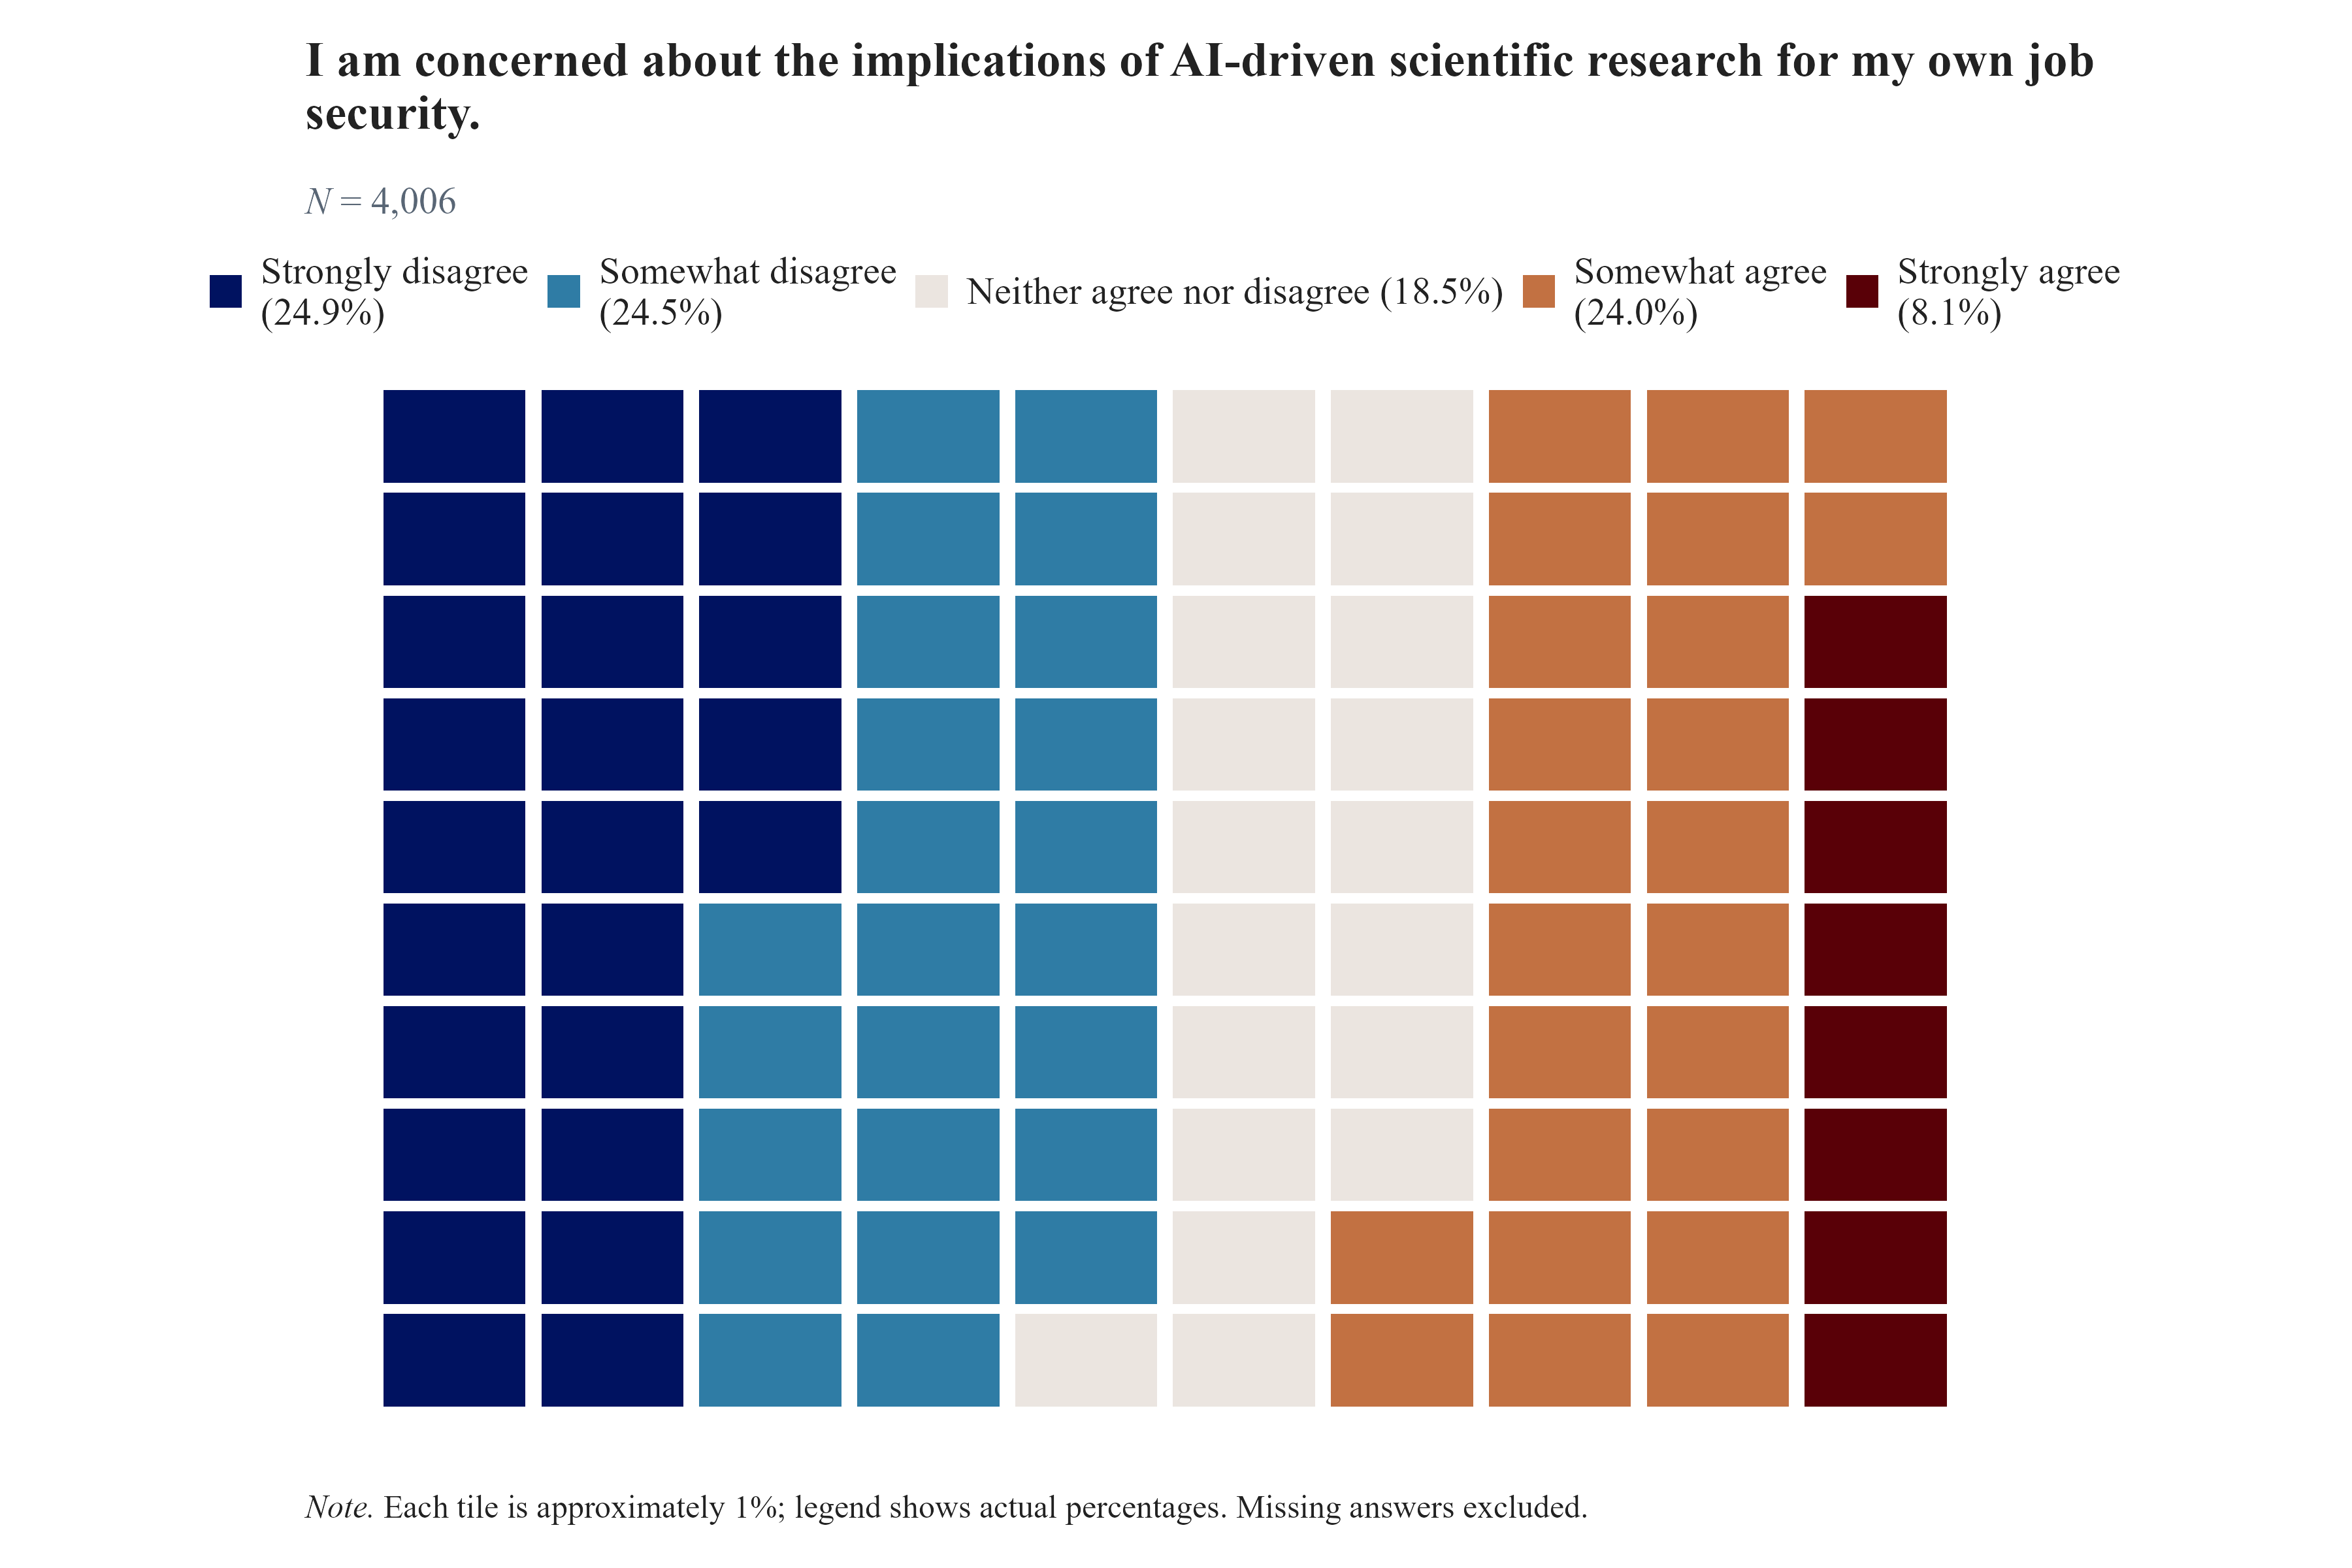 I am concerned about the implications of AI-driven scientific research for my own job
security.
N = 4,006
Strongly disagree
(24.9%)
Somewhat disagree
(24.5%)
Neither agree nor disagree (18.5%)
Somewhat agree
(24.0%)
Strongly agree
(8.1%)
Note. Each tile is approximately 1%; legend shows actual percentages. Missing answers excluded.